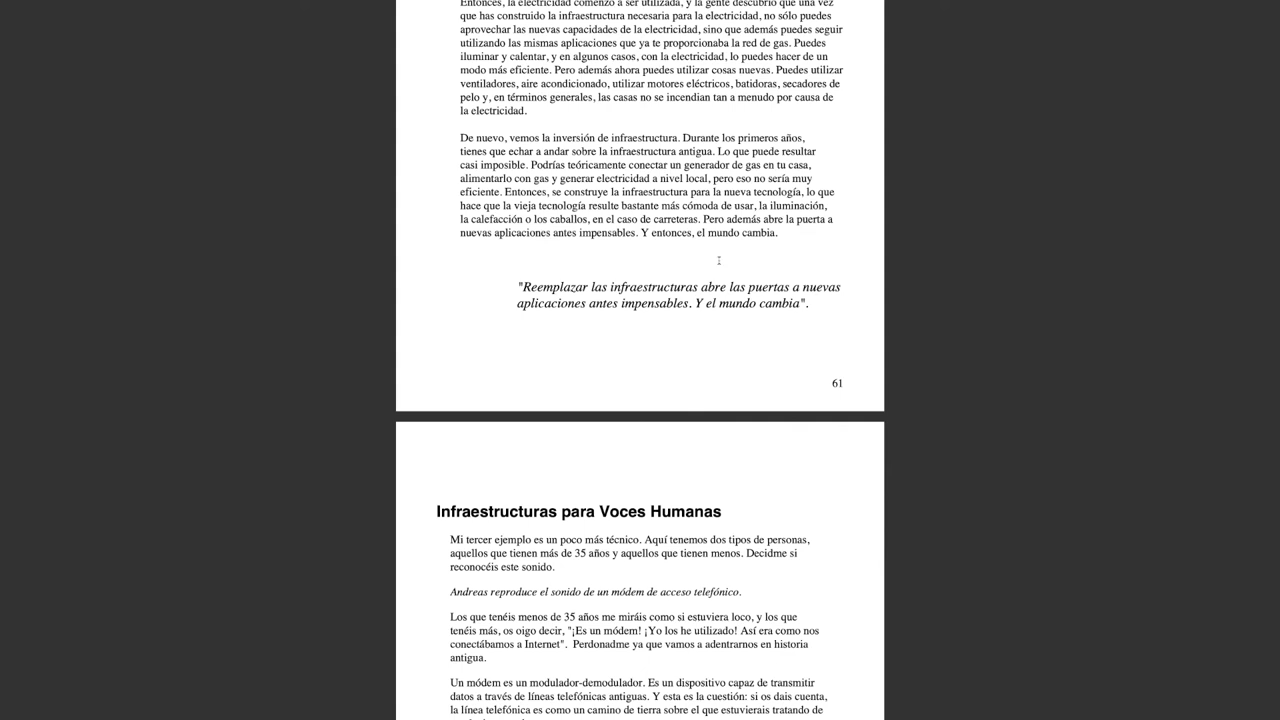 Entonces, la electricidad comenzó a ser utilizada, y la gente descubrió que una vez
que has construido la infraestructura necesaria para la electricidad, no sólo puedes
aprovechar las nuevas capacidades de la electricidad, sino que además puedes seguir
utilizando las mismas aplicaciones que ya te proporcionaba la red de gas. Puedes
iluminar y calentar, y en algunos casos, con la electricidad, lo puedes hacer de un
modo más eficiente. Pero además ahora puedes utilizar cosas nuevas. Puedes utilizar
ventiladores, aire acondicionado, utilizar motores eléctricos, batidoras, secadores de
pelo y, en términos generales, las casas no se incendian tan a menudo por causa de
la electricidad.
De nuevo, vemos la inversión de infraestructura. Durante los primeros años,
tienes que echar a andar sobre la infraestructura antigua. Lo que puede resultar
casi imposible. Podrías teóricamente conectar un generador de gas en tu casa,
alimentarlo con gas y generar electricidad a nivel local, pero eso no sería muy
eficiente. Entonces, se construye la infraestructura para la nueva tecnología, lo que
hace que la vieja tecnología resulte bastante más cómoda de usar, la iluminación,
la calefacción o los caballos, en el caso de carreteras. Pero además abre la puerta a
nuevas aplicaciones antes impensables. Y entonces, el mundo cambia.
"Reemplazar las infraestructuras abre las puertas a nuevas
aplicaciones antes impensables. Y el mundo cambia".
61
Infraestructuras para Voces Humanas
Mi tercer ejemplo es un poco más técnico. Aquí tenemos dos tipos de personas,
aquellos que tienen más de 35 años y aquellos que tienen menos. Decidme si
reconocéis este sonido.
Andreas reproduce el sonido de un módem de acceso telefónico.
Los que tenéis menos de 35 años me miráis como si estuviera loco, y los que
tenéis más, os oigo decir, "¡Es un módem! ¡Yo los he utilizado! Así era como nos
conectábamos a Internet". Perdonadme ya que vamos a adentrarnos en historia
antigua.
Un módem es un modulador-demodulador. Es un dispositivo capaz de transmitir
datos a través de líneas telefónicas antiguas. Y esta es la cuestión: si os dais cuenta,
la línea telefónica es como un camino de tierra sobre el que estuvierais tratando de